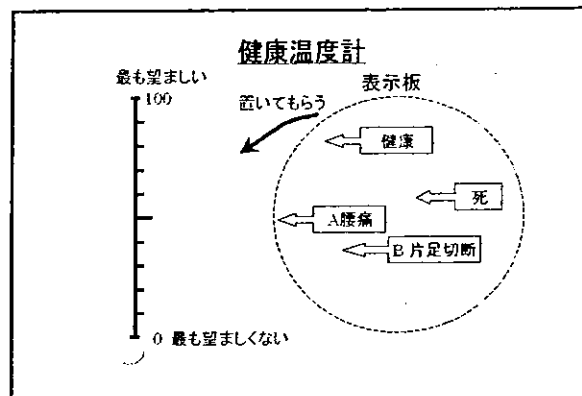 健康温度計
最も望ましい
100
置いてもらう
表示板
健康
死
A腰痛
B片足切断
0 最も望ましくない